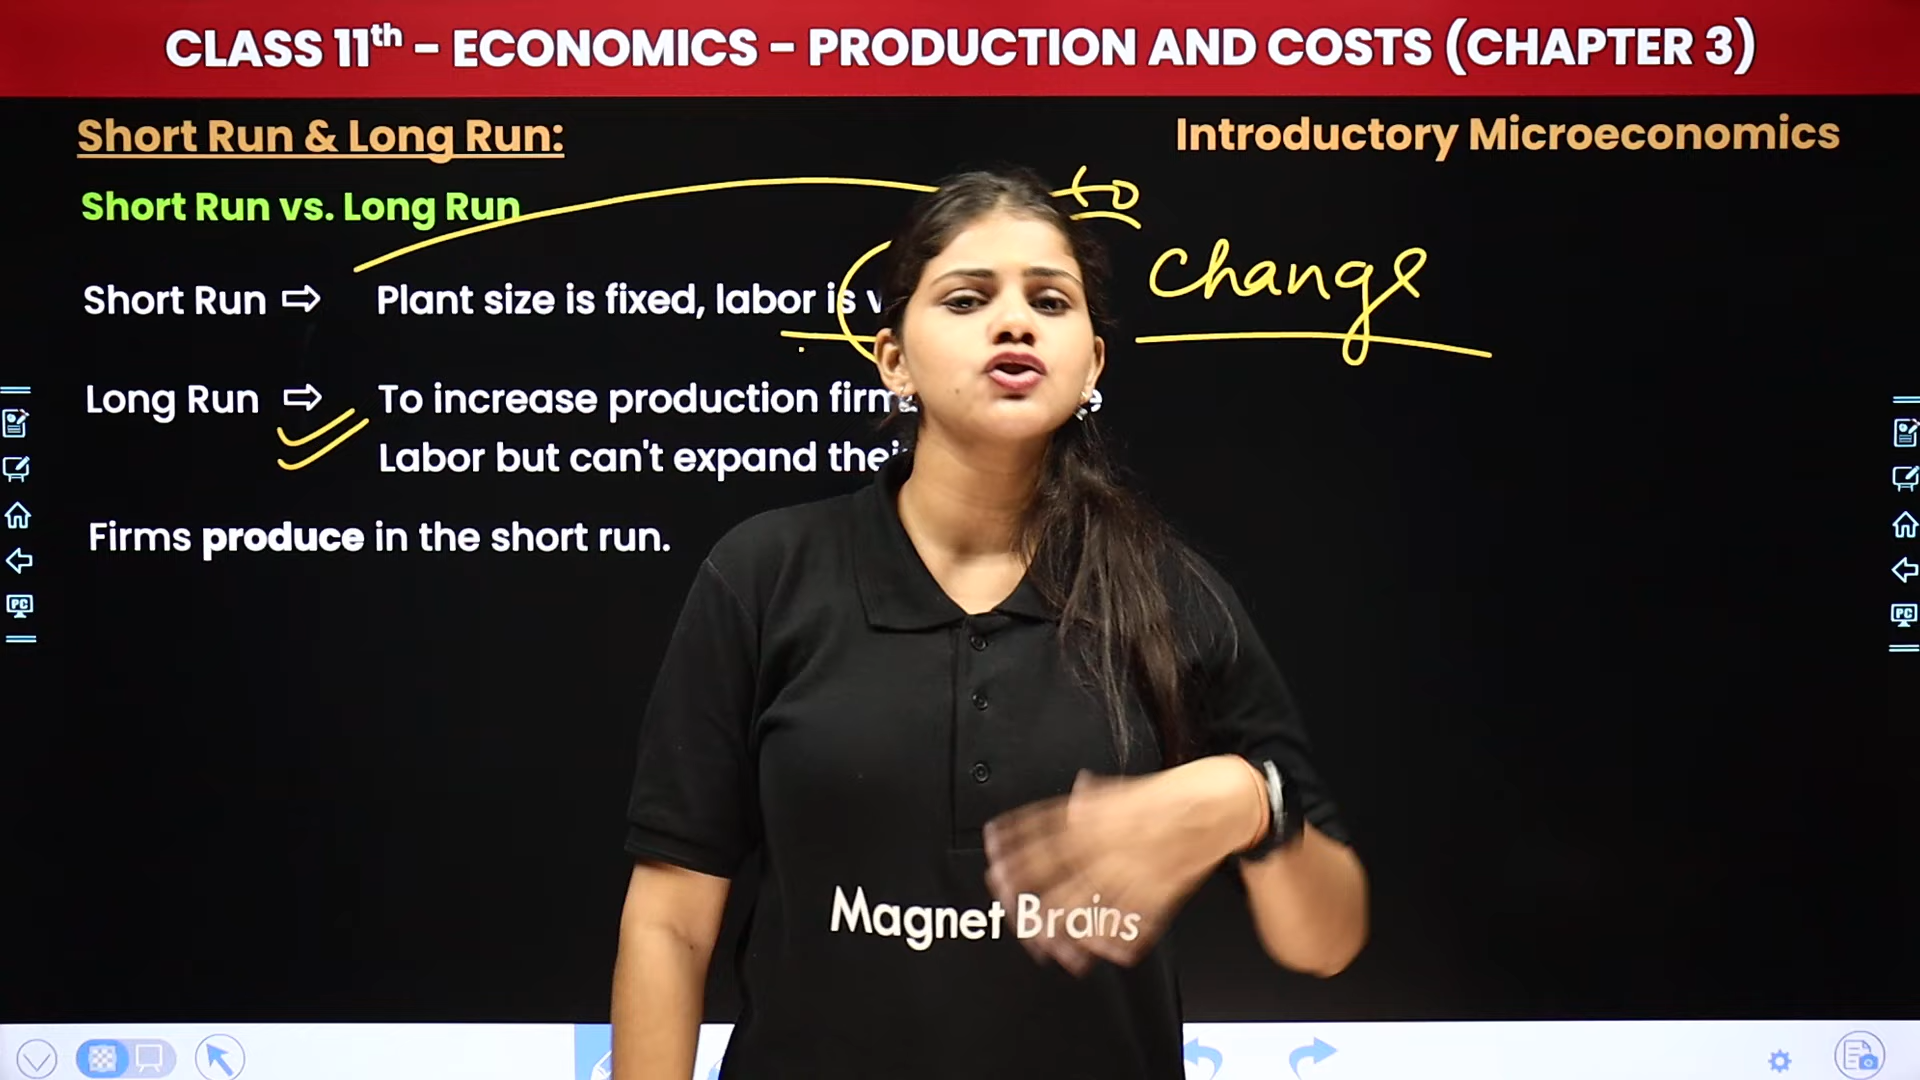 CLASS 11th - ECONOMICS - PRODUCTION AND COSTS (CHAPTER 3)
Short Run & Long Run:
Introductory Microeconomics
Short Run vs. Long Run
to
change
Short Run ⇨ Plant size is fixed, labor is
Long Run ⇨ To increase production
Labor but can't expand
Firms produce in the short run.
Magnet Brains
PC
PC